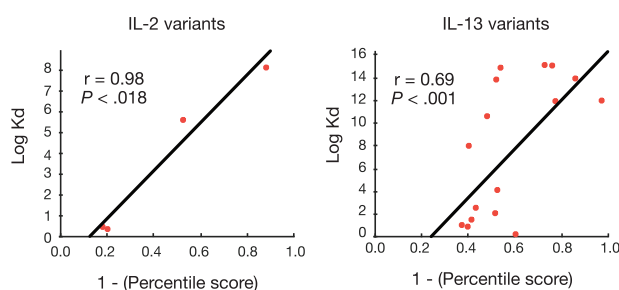 IL-2 variants
r = 0.98
P < .018
Log Kd
8
7
6
5
4
3
2
1
0
0.0 0.2 0.4 0.6 0.8 1.0
1 - (Percentile score)
IL-13 variants
r = 0.69
P < .001
Log Kd
16
14
12
10
8
6
4
2
0
0.0 0.2 0.4 0.6 0.8 1.0
1 - (Percentile score)